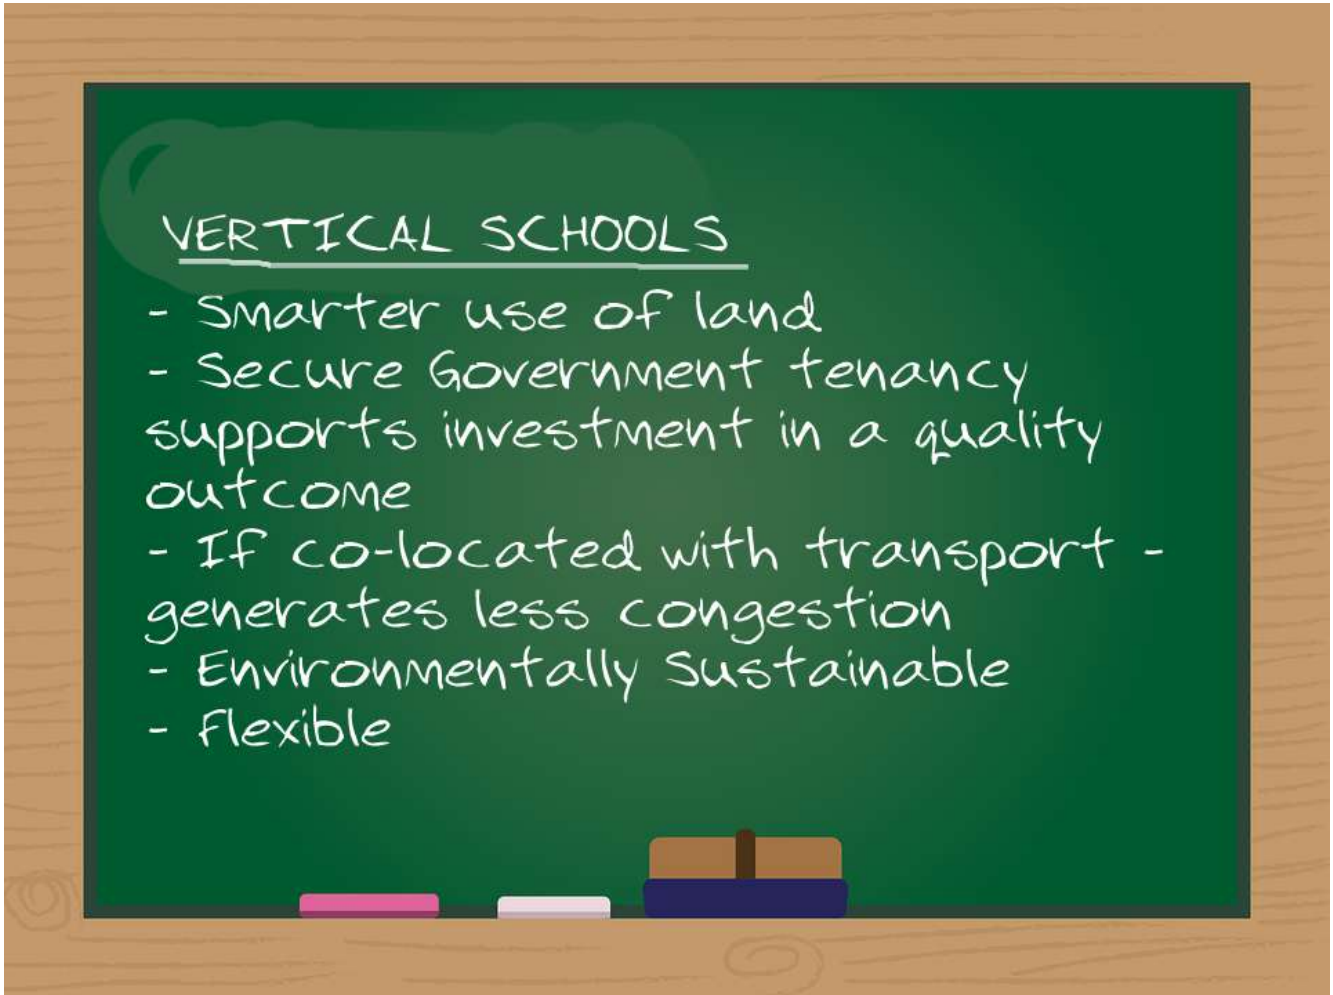 VERTICAL SCHOOLS
- Smarter use of land
- Secure Government tenancy
supports investment in a quality
outcome
- If co-located with transport -
generates less congestion
- Environmentally Sustainable
- Flexible